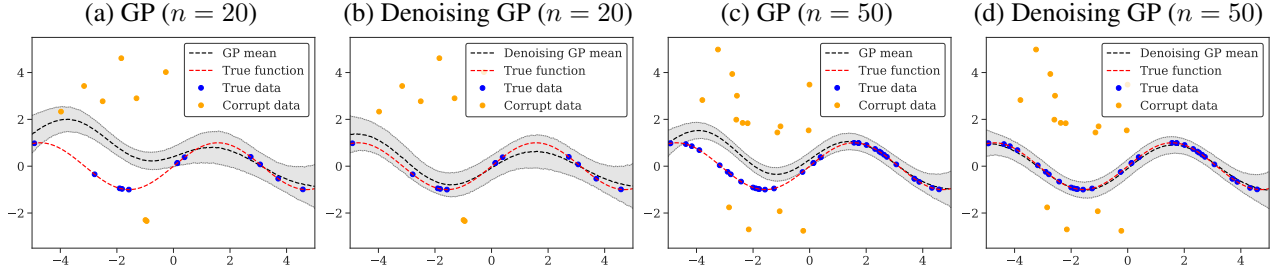 (a) GP (n = 20)
4
2
0
−2
−4 −2 0 2 4
GP mean
True function
True data
Corrupt data
(b) Denoising GP (n = 20)
4
2
0
−2
−4 −2 0 2 4
Denoising GP mean
True function
True data
Corrupt data
(c) GP (n = 50)
4
2
0
−2
−4 −2 0 2 4
GP mean
True function
True data
Corrupt data
(d) Denoising GP (n = 50)
4
2
0
−2
−4 −2 0 2 4
Denoising GP mean
True function
True data
Corrupt data